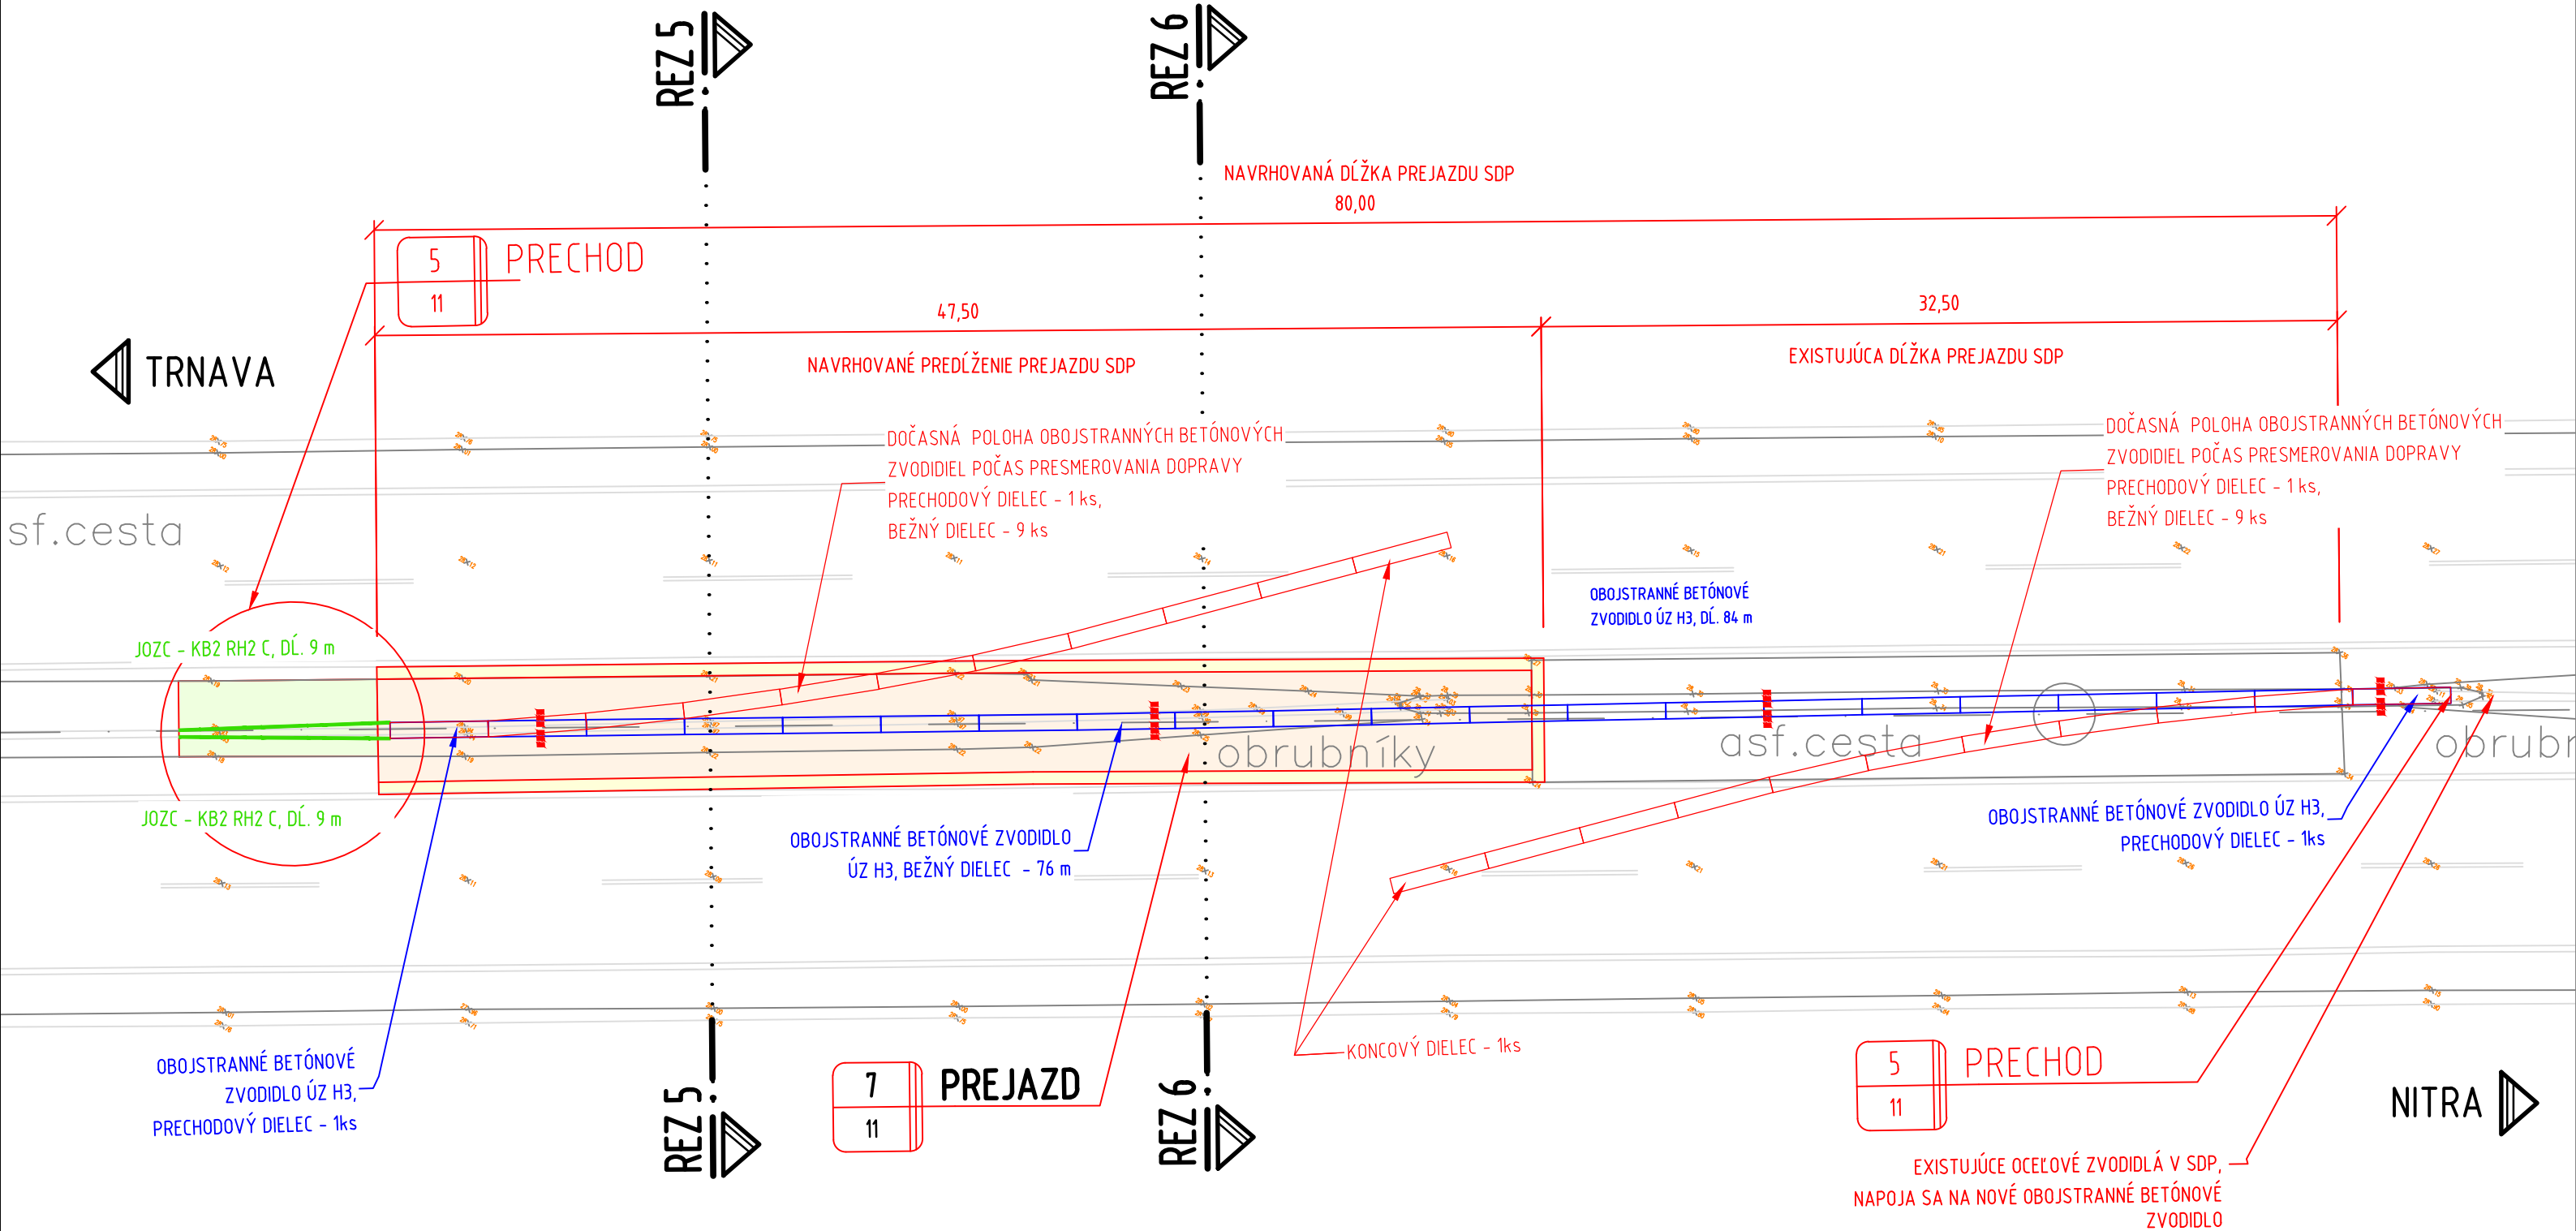 REZ 5
REZ 6
NAVRHOVANÁ DĹŽKA PREJAZDU SDP
80,00
5
11
PRECHOD
47,50
32,50
TRNAVA
NAVRHOVANÉ PREDĹŽENIE PREJAZDU SDP
EXISTUJÚCA DĹŽKA PREJAZDU SDP
DOČASNÁ POLOHA OBOJSTRANNÝCH BETÓNOVÝCH
ZVODIDIEL POČAS PRESMEROVANIA DOPRAVY
PRECHODOVÝ DIELEC - 1 ks,
BEŽNÝ DIELEC - 9 ks
DOČASNÁ POLOHA OBOJSTRANNÝCH BETÓNOVÝCH
ZVODIDIEL POČAS PRESMEROVANIA DOPRAVY
PRECHODOVÝ DIELEC - 1 ks,
BEŽNÝ DIELEC - 9 ks
sf.cesta
OBOJSTRANNÉ BETÓNOVÉ
ZVODIDLO ÚZ H3, DĹ. 84 m
JOZC - KB2 RH2 C, DĹ. 9 m
obrubníky
asf.cesta
obrubn
JOZC - KB2 RH2 C, DĹ. 9 m
OBOJSTRANNÉ BETÓNOVÉ ZVODIDLO
ÚZ H3, BEŽNÝ DIELEC - 76 m
OBOJSTRANNÉ BETÓNOVÉ ZVODIDLO ÚZ H3,
PRECHODOVÝ DIELEC - 1ks
OBOJSTRANNÉ BETÓNOVÉ
ZVODIDLO ÚZ H3,
PRECHODOVÝ DIELEC - 1ks
KONCOVÝ DIELEC - 1ks
7
11
PREJAZD
5
11
PRECHOD
NITRA
REZ 5
REZ 6
EXISTUJÚCE OCEĽOVÉ ZVODIDLÁ V SDP,
NAPOJA SA NA NOVÉ OBOJSTRANNÉ BETÓNOVÉ
ZVODIDLO